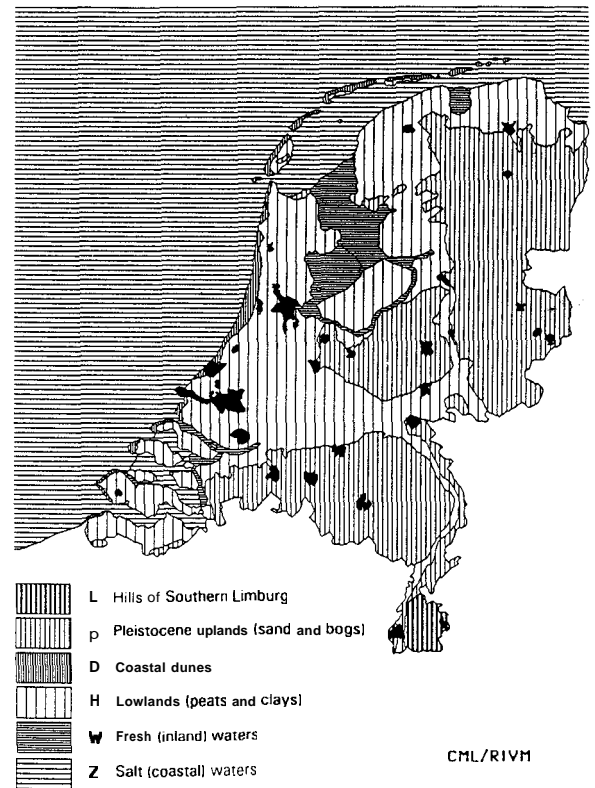 L Hills of Southern Limburg
p Pleistocene uplands (sand and bogs)
D Coastal dunes
H Lowlands (peats and clays)
W Fresh (inland) waters
Z Salt (coastal) waters
CML/RIVM